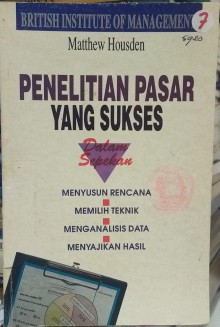 BRITISH INSTITUTE OF MANAGEMENT
7
Matthew Housden
PENELITIAN PASAR
YANG SUKSES
Dalam
Sepekan
MENYUSUN RENCANA
MEMILIH TEKNIK
MENGANALISIS DATA
MENYAJIKAN HASIL